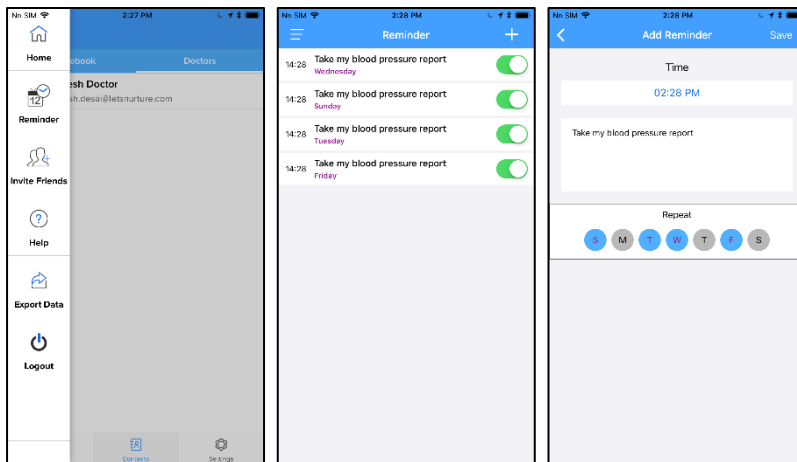 No SIM
2:27 PM
Home
ebook
Doctors
esh Doctor
sh.desai@letsnurture.com
12
Reminder
Invite Friends
?
Help
Export Data
Logout
Contacts
Settings
No SIM
2:28 PM
Reminder
14:28 Take my blood pressure report
Wednesday
14:28 Take my blood pressure report
Sunday
14:28 Take my blood pressure report
Tuesday
14:28 Take my blood pressure report
Friday
No SIM
2:28 PM
Add Reminder
Save
Time
02:28 PM
Take my blood pressure report
Repeat
S M T W T F S